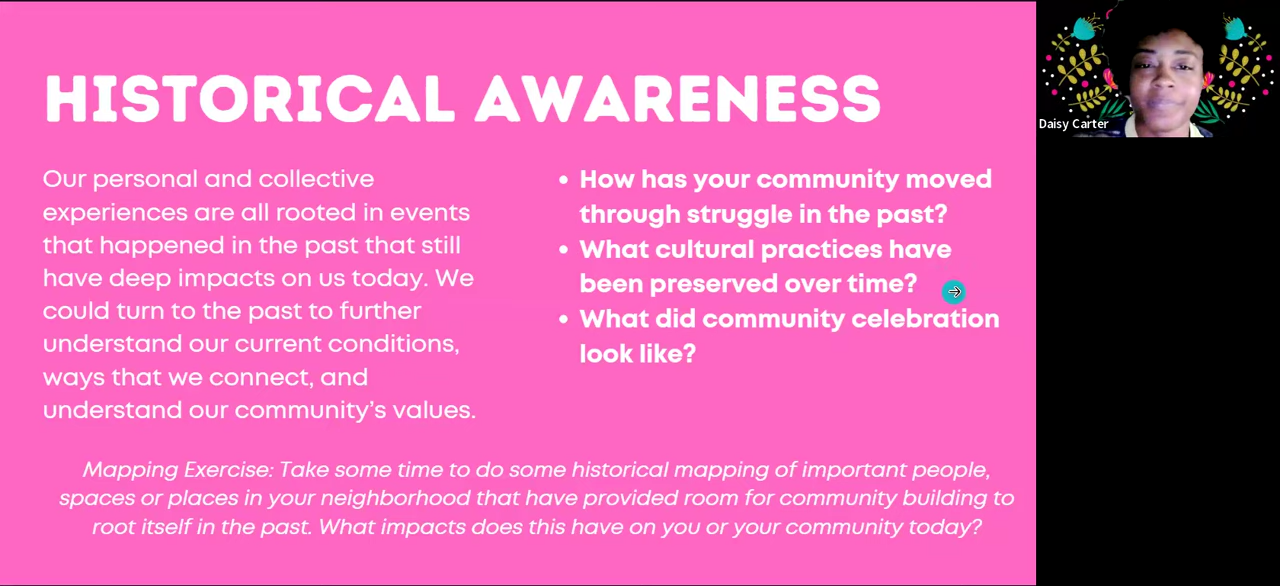 HISTORICAL AWARENESS
Our personal and collective
experiences are all rooted in events
that happened in the past that still
have deep impacts on us today. We
could turn to the past to further
understand our current conditions,
ways that we connect, and
understand our community's values.
• How has your community moved
through struggle in the past?
• What cultural practices have
been preserved over time?
• What did community celebration
look like?
Mapping Exercise: Take some time to do some historical mapping of important people,
spaces or places in your neighborhood that have provided room for community building to
root itself in the past. What impacts does this have on you or your community today?
Daisy Carter